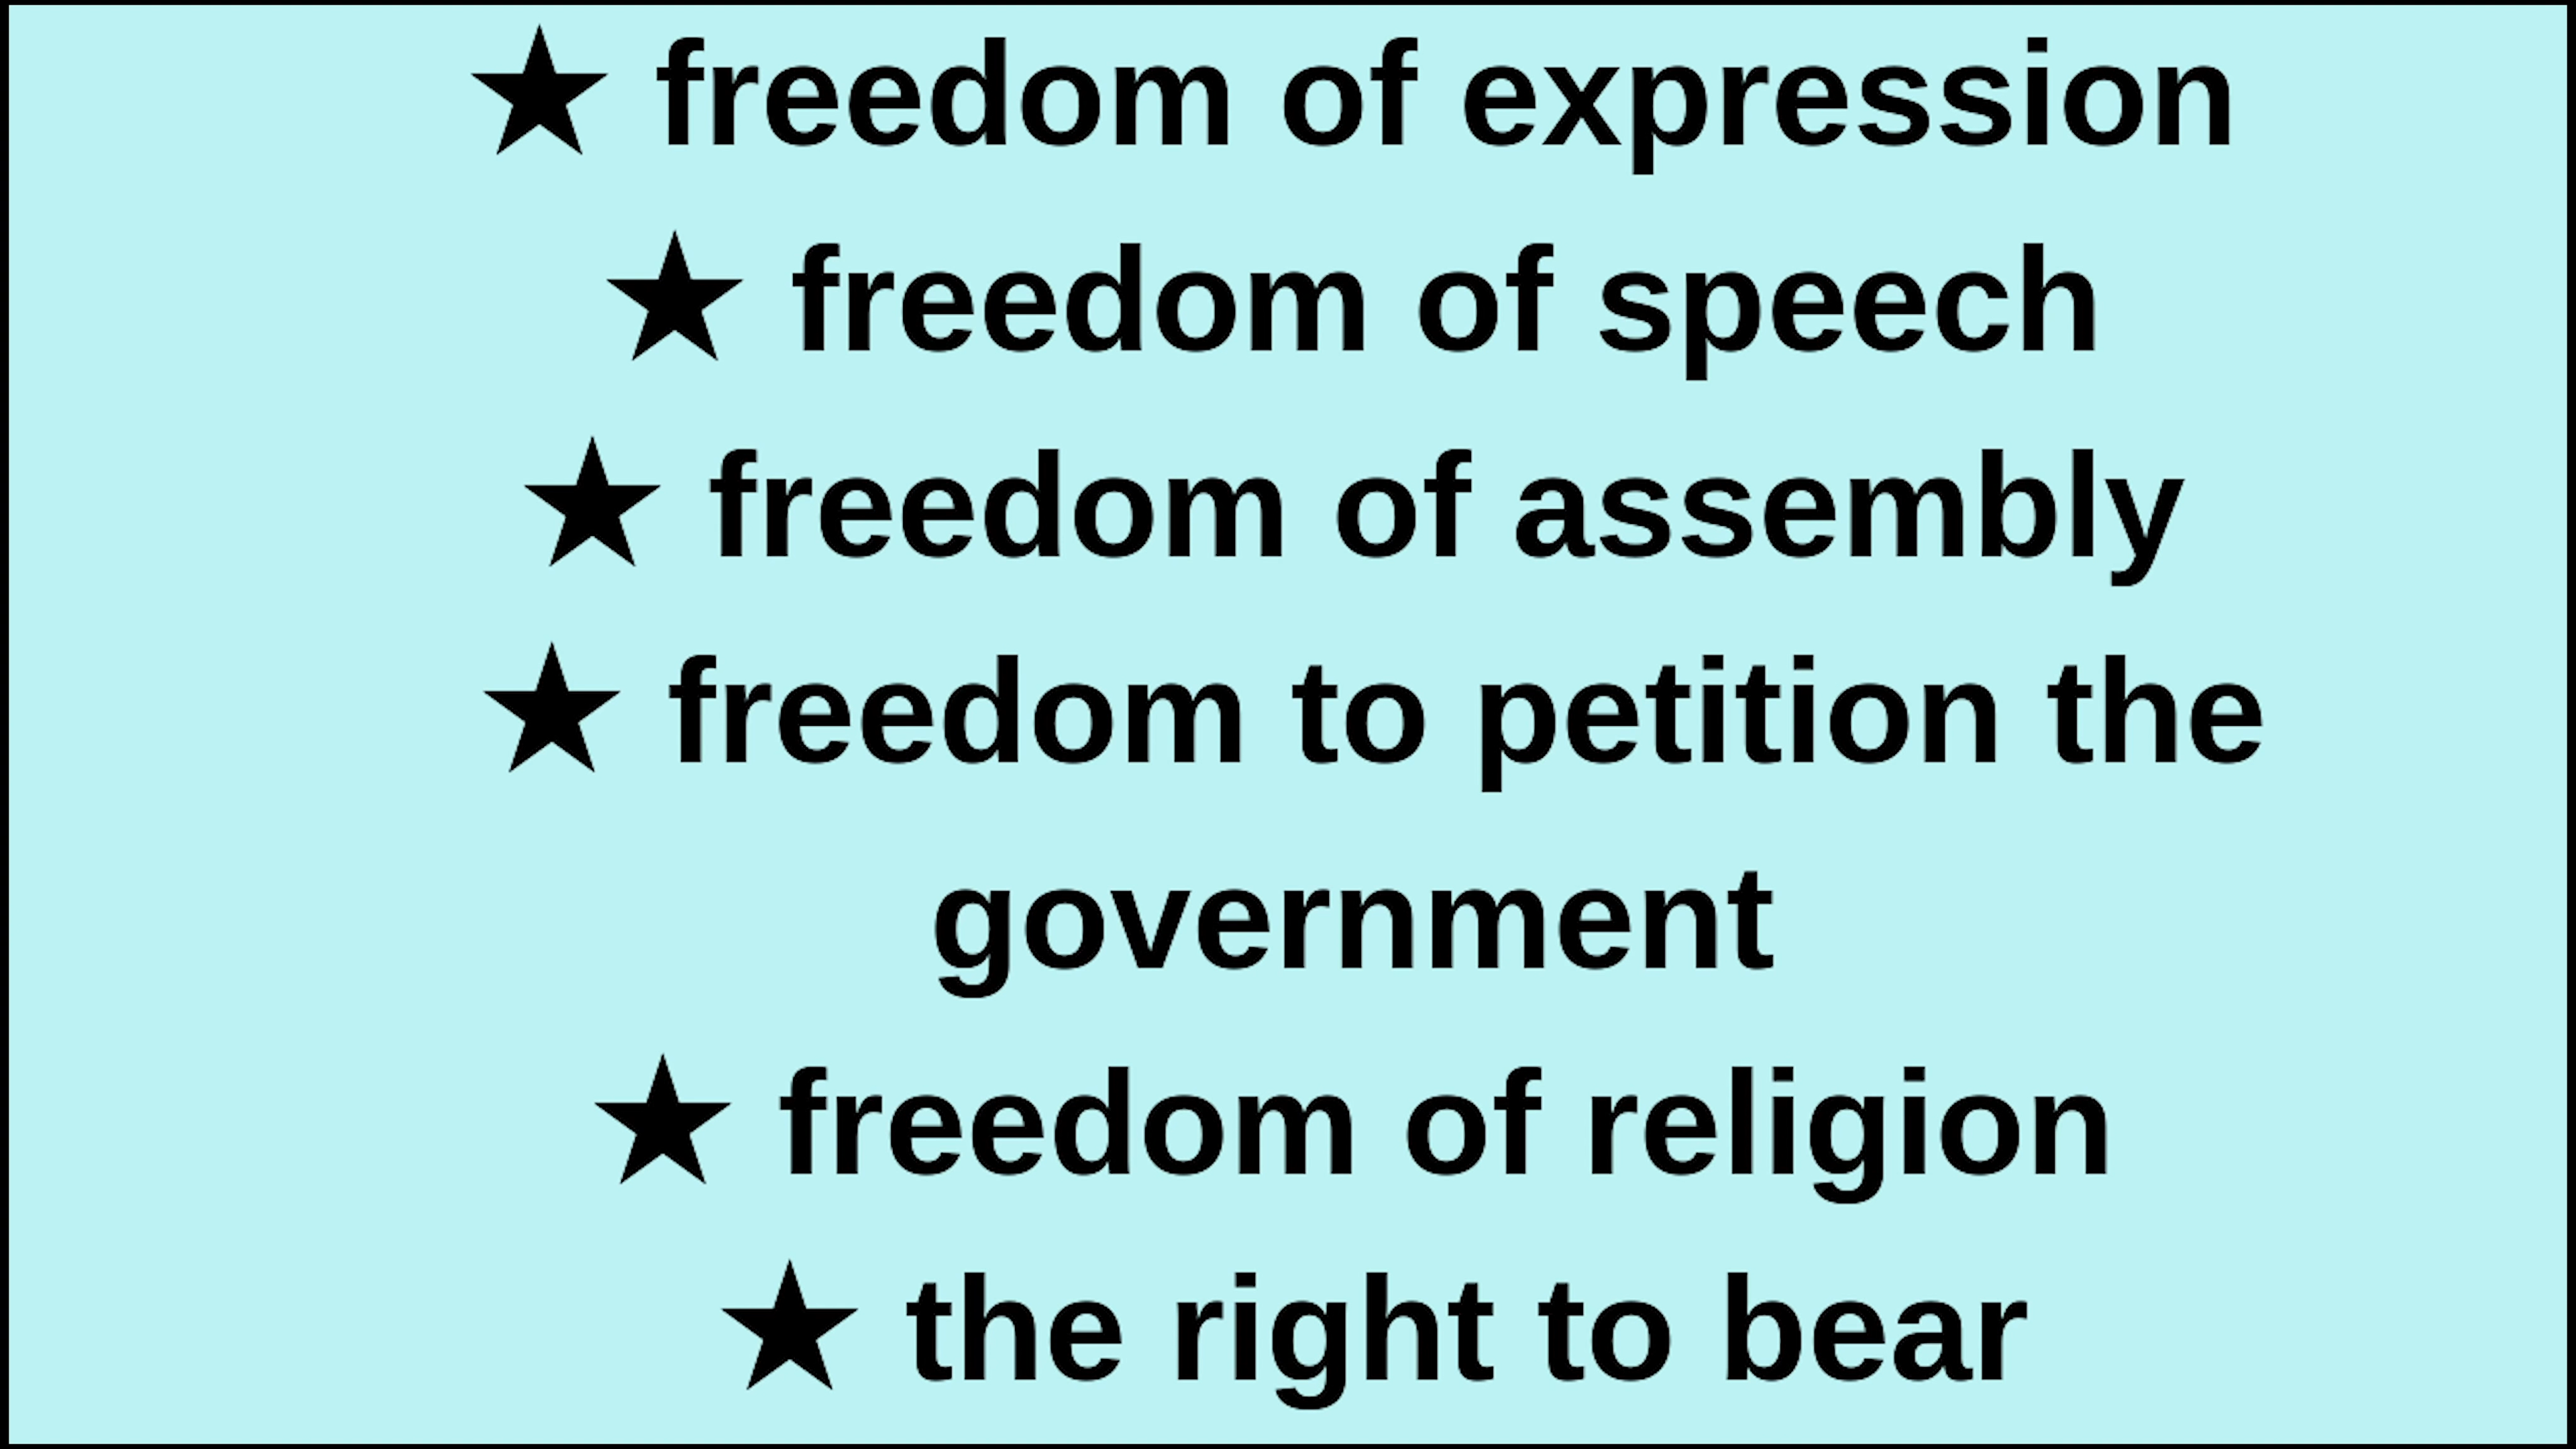 ★ freedom of expression
★ freedom of speech
★ freedom of assembly
★ freedom to petition the
government
★ freedom of religion
★ the right to bear